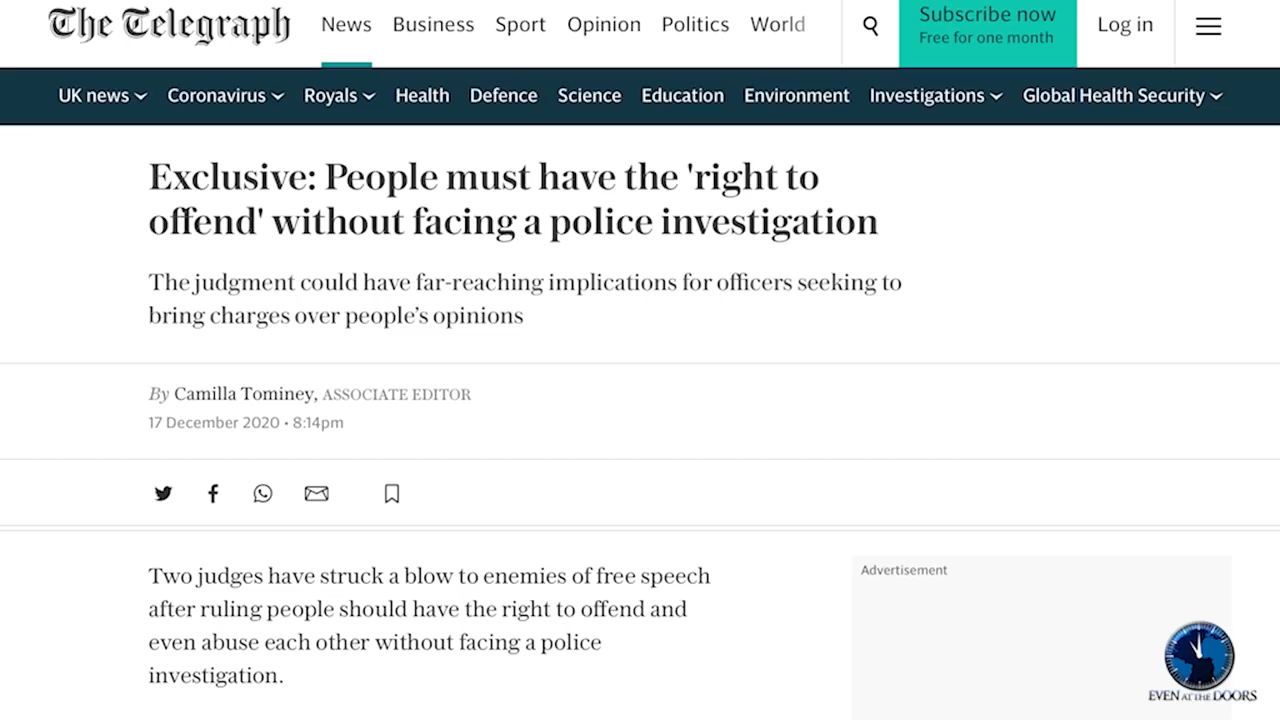 The Telegraph
News Business Sport Opinion Politics World
Subscribe now
Free for one month
Log in
UK news Coronavirus Royals Health Defence Science Education Environment Investigations Global Health Security
Exclusive: People must have the 'right to
offend' without facing a police investigation
The judgment could have far-reaching implications for officers seeking to
bring charges over people’s opinions
By Camilla Tominey, ASSOCIATE EDITOR
17 December 2020 • 8:14pm
Two judges have struck a blow to enemies of free speech
after ruling people should have the right to offend and
even abuse each other without facing a police
investigation.
Advertisement
EVEN AT THE DOORS